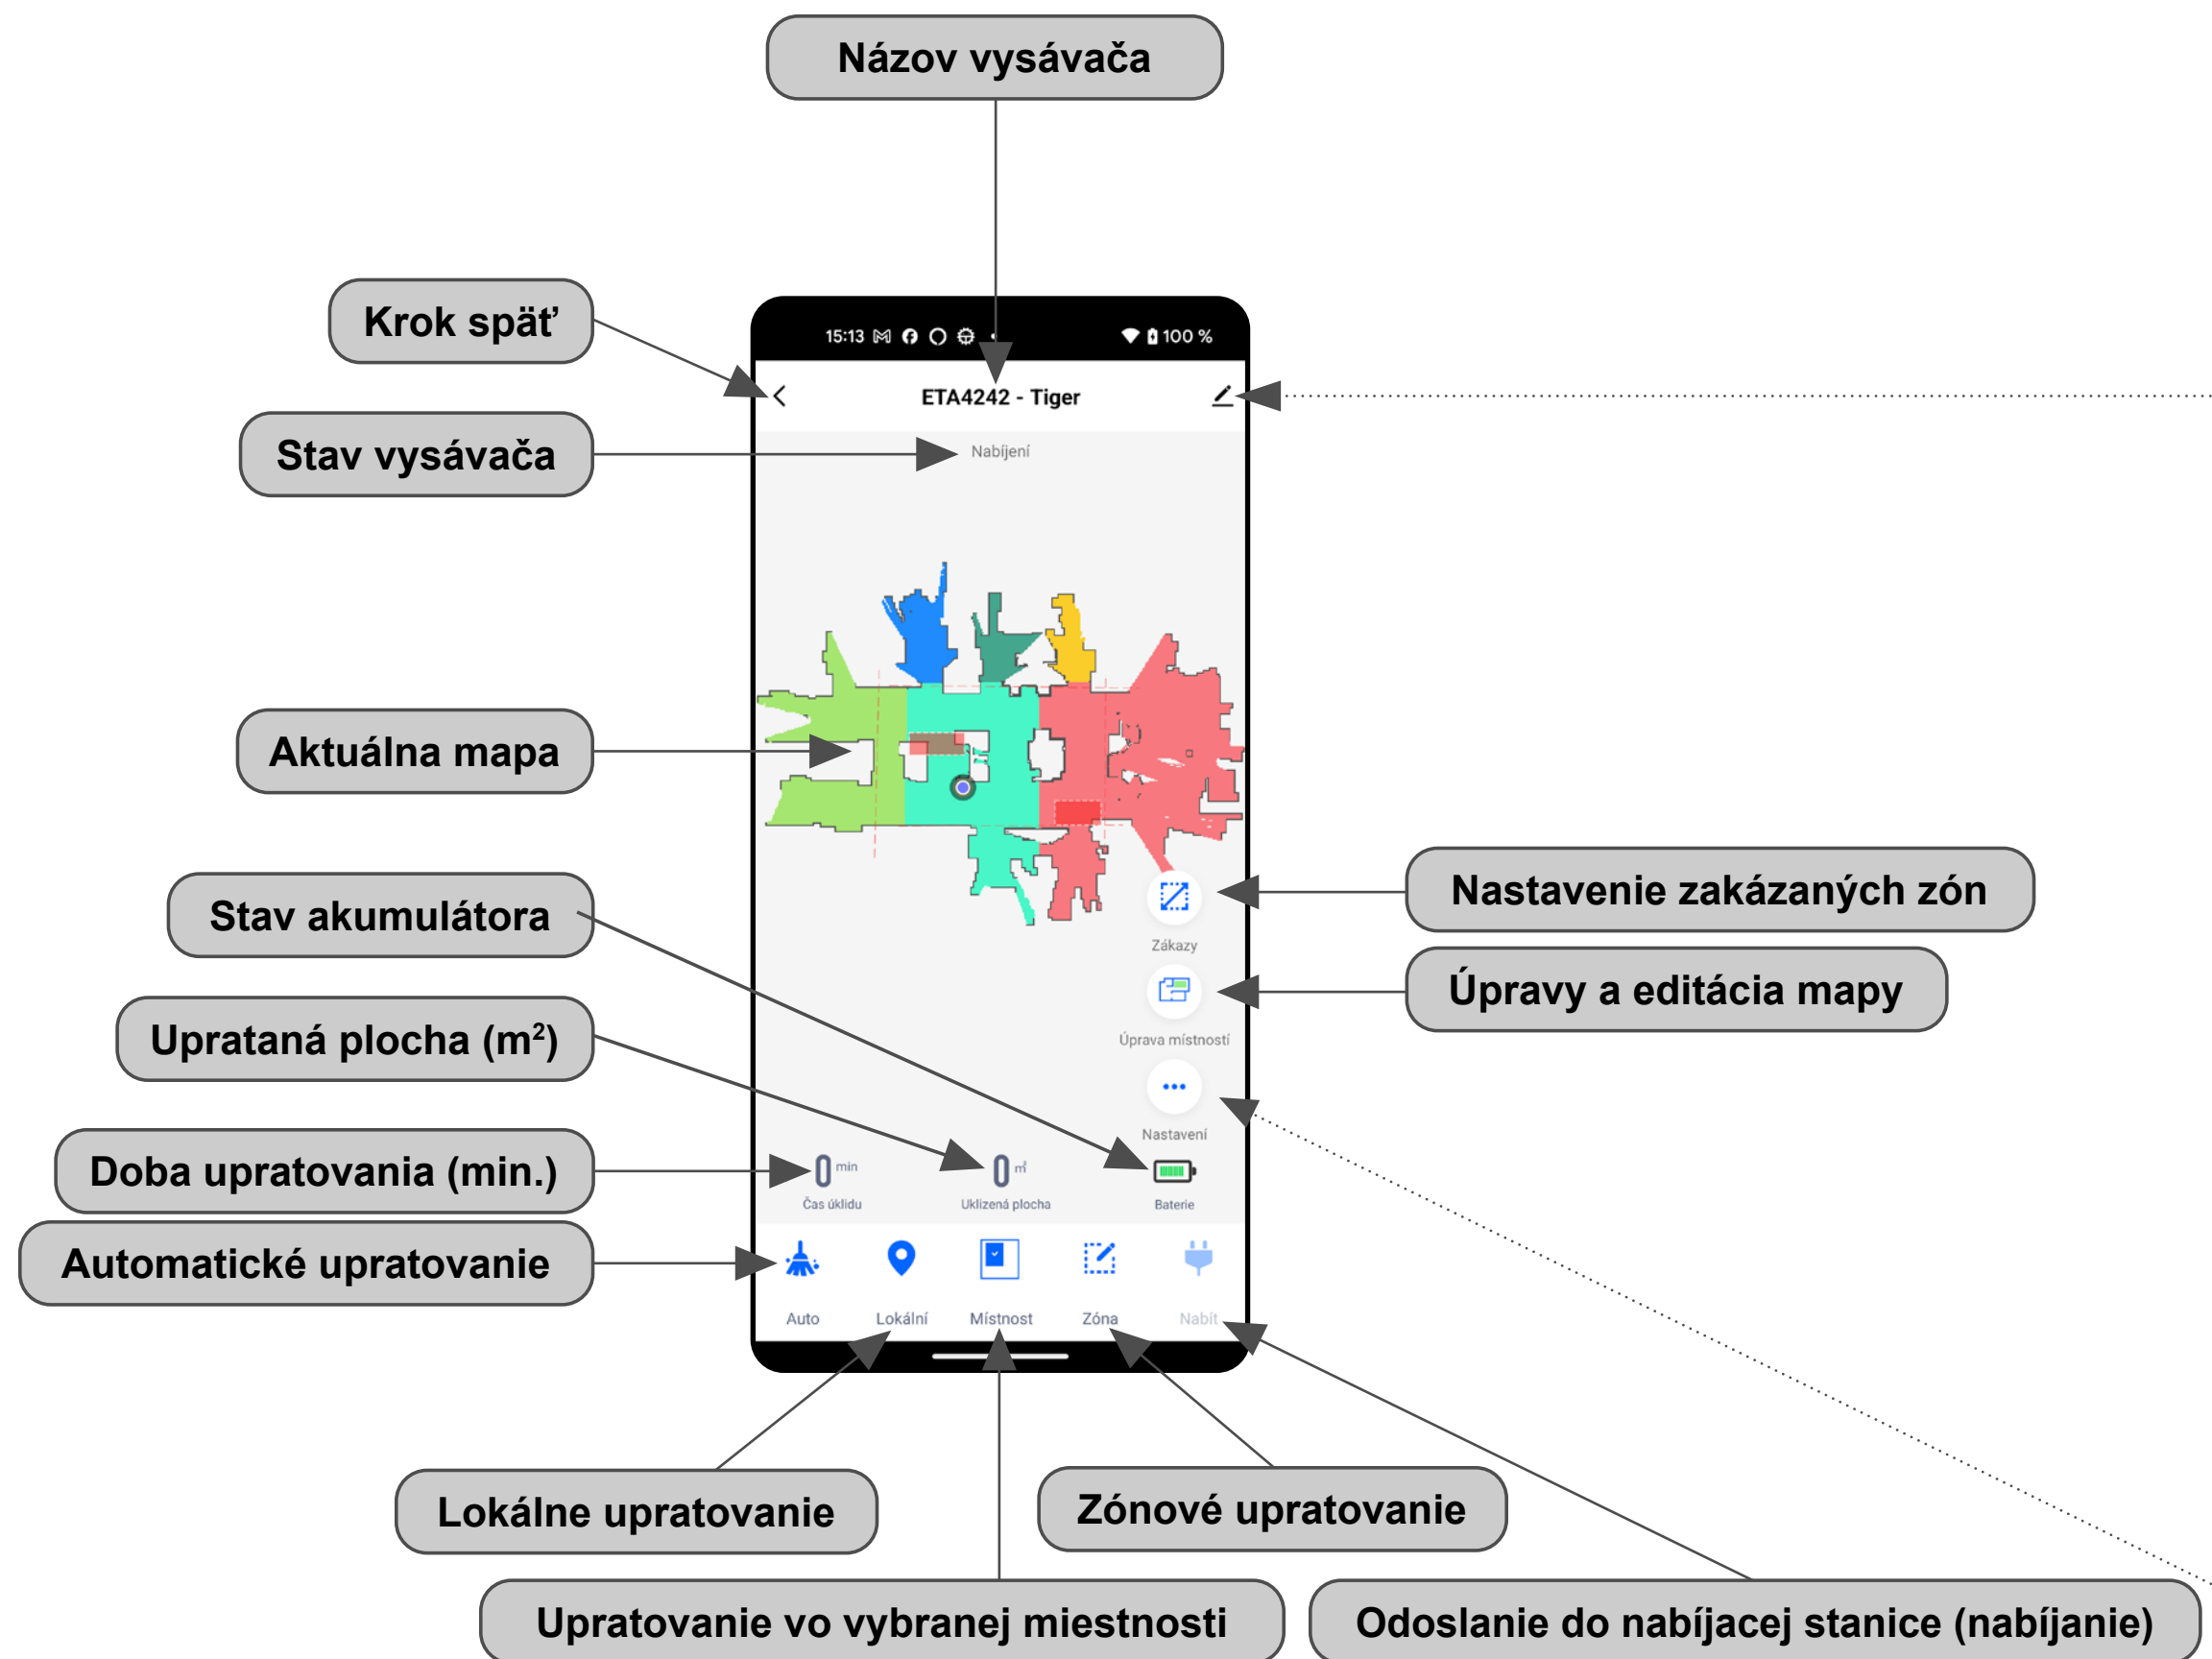 Názov vysávača
Krok späť
15:13
100 %
ETA4242 - Tiger
Stav vysávača
Nabíjení
Aktuálna mapa
Stav akumulátora
Nastavenie zakázaných zón
Zákazy
Úpravy a editácia mapy
Uprataná plocha (m²)
Úprava místností
Nastavení
Doba upratovania (min.)
0 min
0 m²
Čas úklidu
Uklizená plocha
Baterie
Automatické upratovanie
Auto
Lokální
Místnost
Zóna
Nabít
Lokálne upratovanie
Zónové upratovanie
Upratovanie vo vybranej miestnosti
Odoslanie do nabíjacej stanice (nabíjanie)